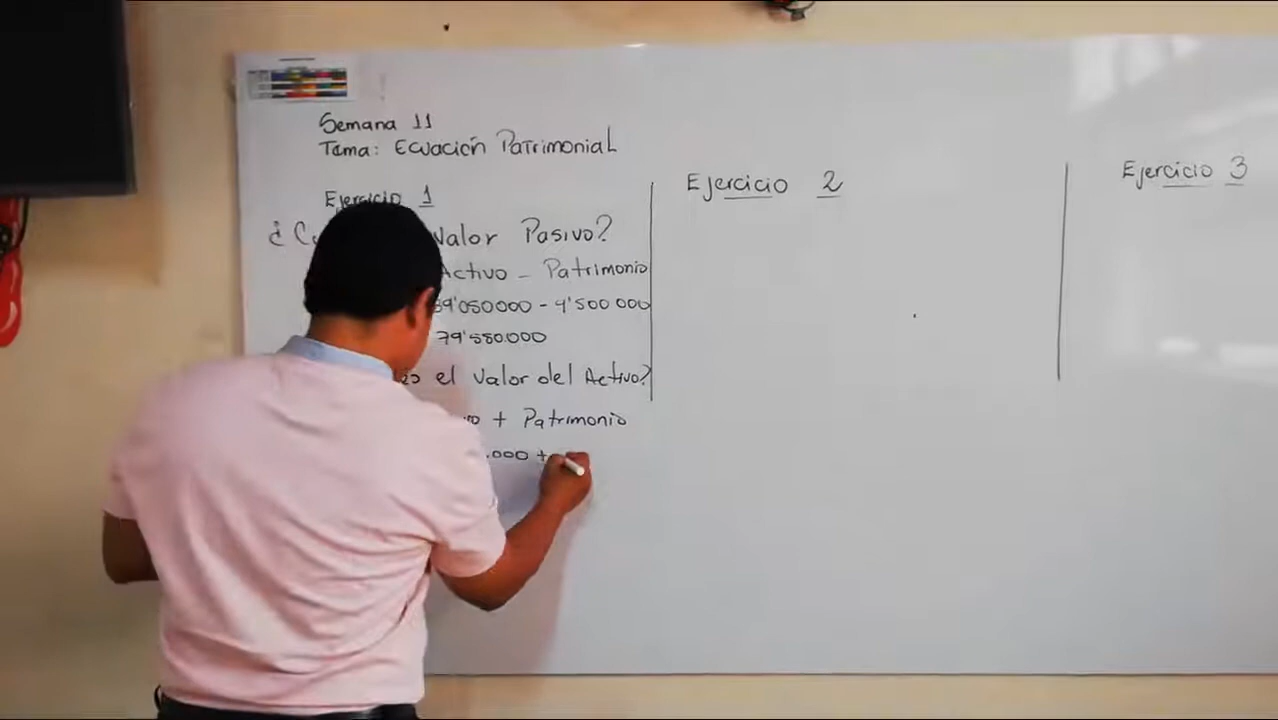 Semana 11
Tema: Ecuación Patrimonial
Ejercicio 1
Valor Pasivo?
Activo - Patrimonio
89'050000 - 9'500 000
79'550.000
el Valor del Activo?
+ Patrimonio
.000 +
Ejercicio 2
Ejercicio 3